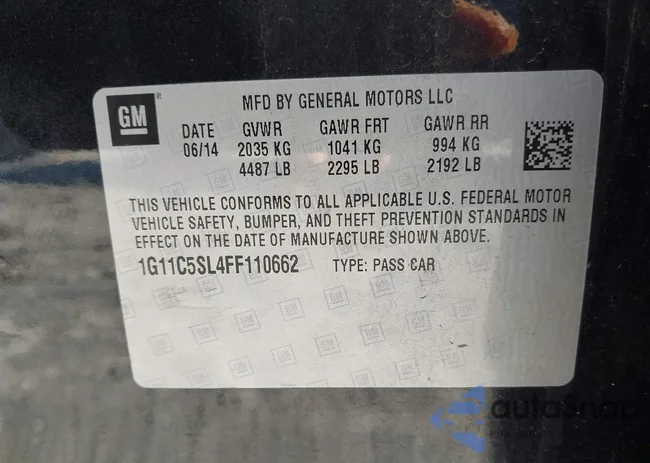 GM
MFD BY GENERAL MOTORS LLC
DATE GVWR GAWR FRT GAWR RR
06/14 2035 KG 1041 KG 994 KG
4487 LB 2295 LB 2192 LB
THIS VEHICLE CONFORMS TO ALL APPLICABLE U.S. FEDERAL MOTOR
VEHICLE SAFETY, BUMPER, AND THEFT PREVENTION STANDARDS IN
EFFECT ON THE DATE OF MANUFACTURE SHOWN ABOVE.
1G11C5SL4FF110662 TYPE: PASS CAR
autoSnap